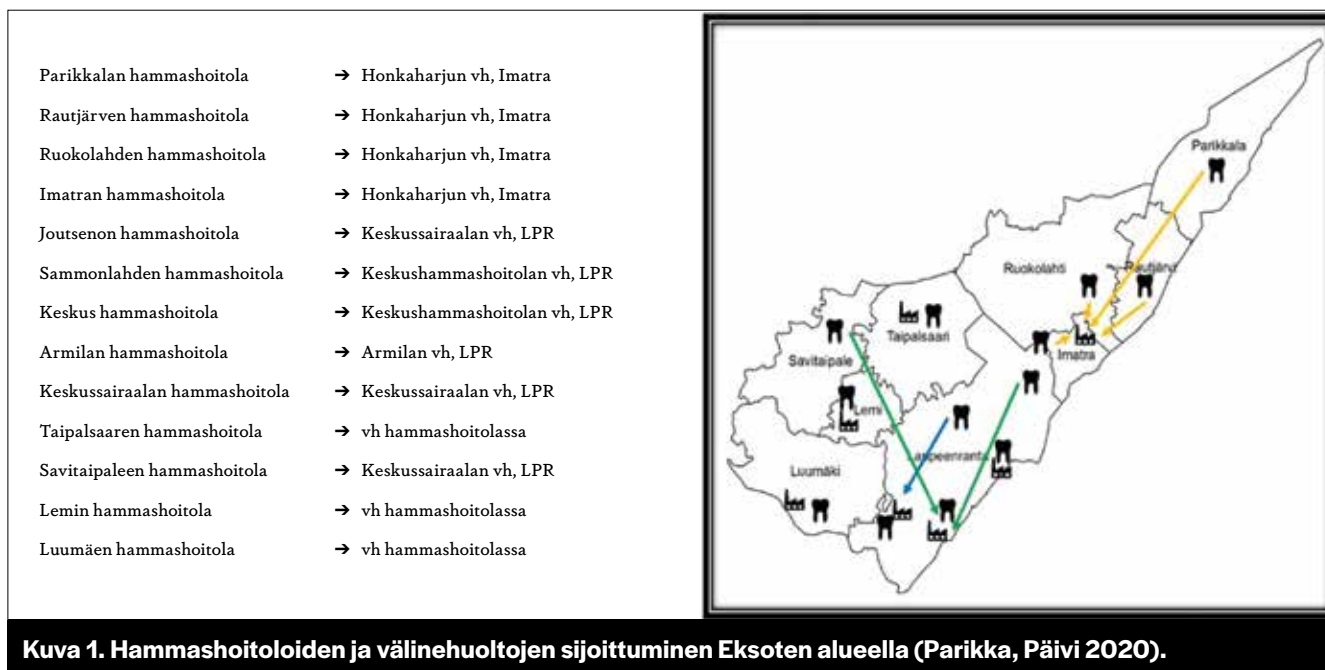 Parikkalan hammashoitola ➔ Honkaharjun vh, Imatra
Rautjärven hammashoitola ➔ Honkaharjun vh, Imatra
Ruokolahden hammashoitola ➔ Honkaharjun vh, Imatra
Imatran hammashoitola ➔ Honkaharjun vh, Imatra
Joutsenon hammashoitola ➔ Keskussairaalan vh, LPR
Sammonlahden hammashoitola ➔ Keskushammashoitolan vh, LPR
Keskus hammashoitola ➔ Keskushammashoitolan vh, LPR
Armilan hammashoitola ➔ Armilan vh, LPR
Keskussairaalan hammashoitola ➔ Keskussairaalan vh, LPR
Taipalsaaren hammashoitola ➔ vh hammashoitolassa
Savitaipaleen hammashoitola ➔ Keskussairaalan vh, LPR
Lemin hammashoitola ➔ vh hammashoitolassa
Luumäen hammashoitola ➔ vh hammashoitolassa
Parikkala
Ruokolahti
Rautjärvi
Taipalsaari
Imatra
Savitaipale
Lemi
Lappeenranta
Luumäki
Kuva 1. Hammashoitoloiden ja välinehuoltojen sijoittuminen Eksoten alueella (Parikka, Päivi 2020).